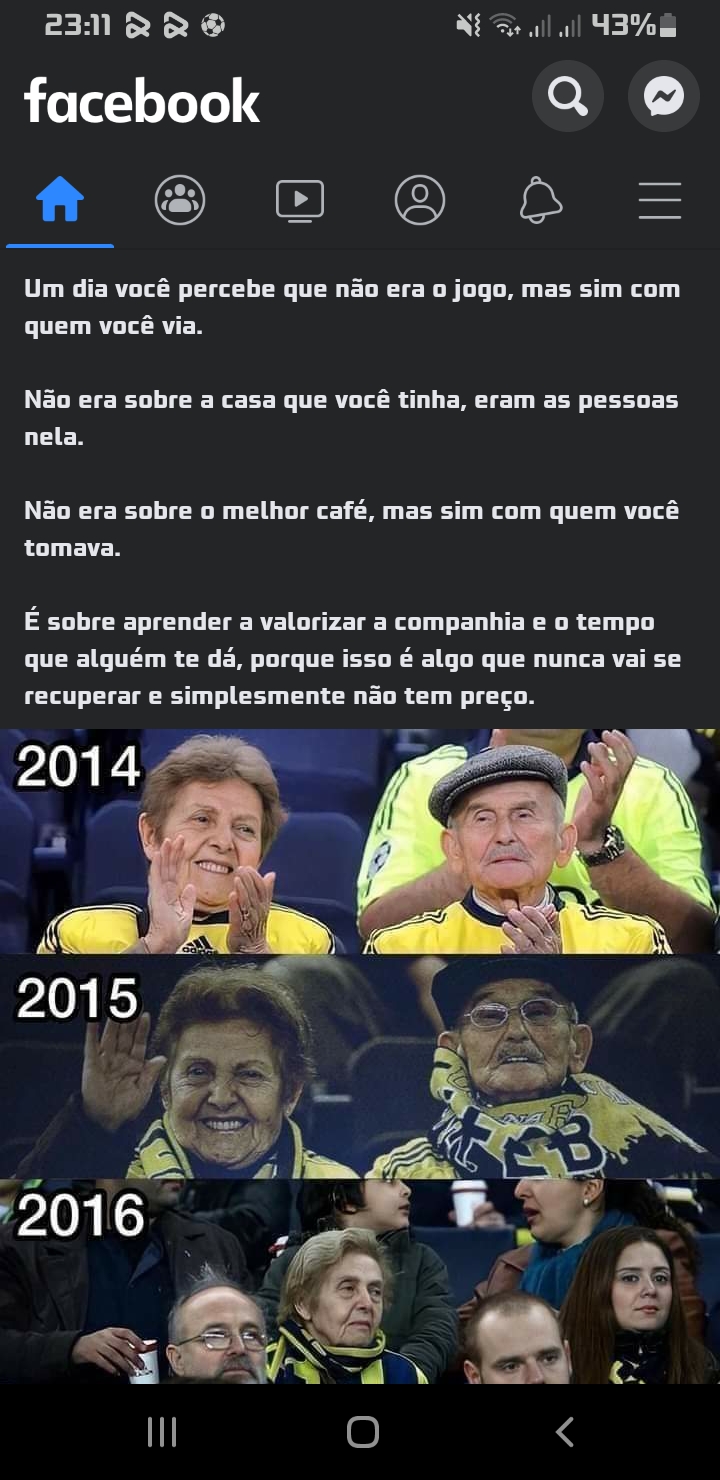 23:11
43%
facebook
Um dia você percebe que não era o jogo, mas sim com
quem você via.
Não era sobre a casa que você tinha, eram as pessoas
nela.
Não era sobre o melhor café, mas sim com quem você
tomava.
É sobre aprender a valorizar a companhia e o tempo
que alguém te dá, porque isso é algo que nunca vai se
recuperar e simplesmente não tem preço.
2014
adidas
2015
2016